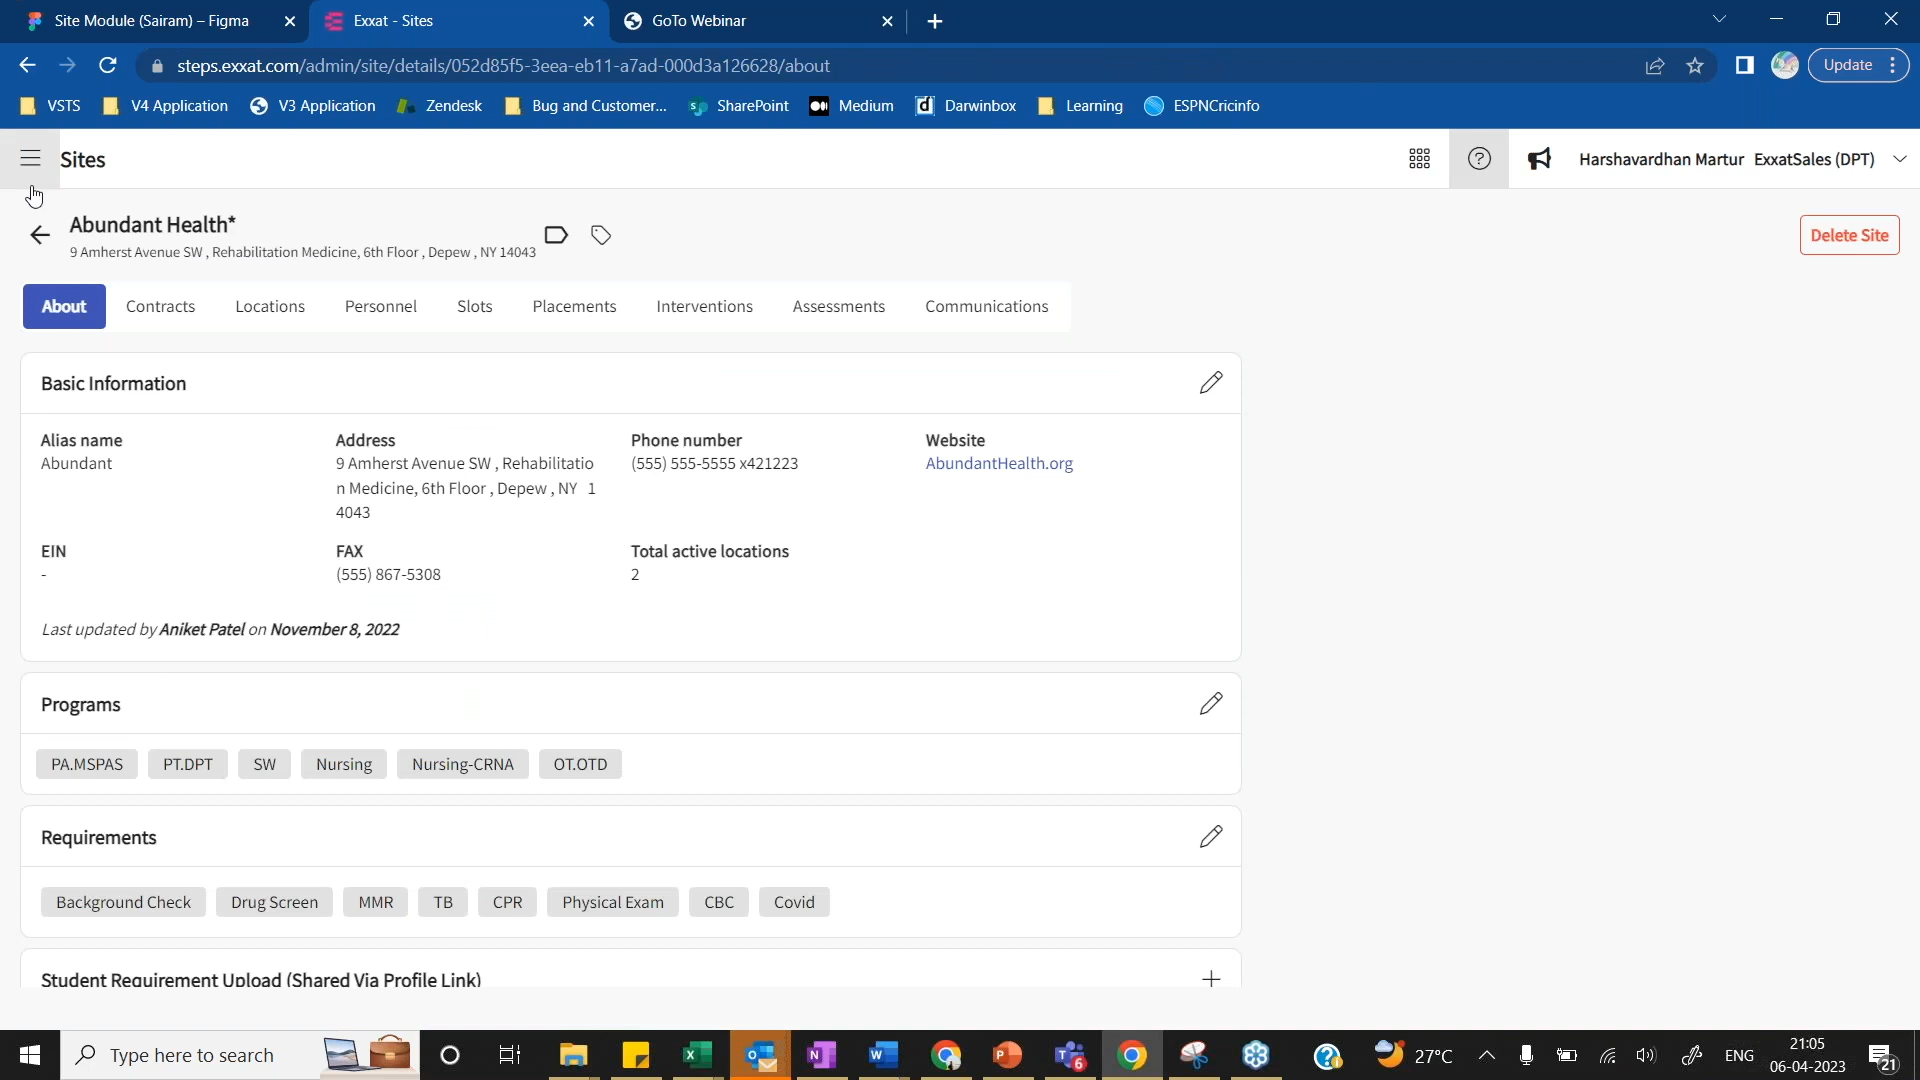 Site Module (Sairam) – Figma
Exxat - Sites
GoTo Webinar
steps.exxat.com/admin/site/details/052d85f5-3eea-eb11-a7ad-000d3a126628/about
Update
VSTS
V4 Application
V3 Application
Zendesk
Bug and Customer...
SharePoint
Medium
Darwinbox
Learning
ESPNCricinfo
Sites
Harshavardhan Martur ExxatSales (DPT)
Abundant Health*
9 Amherst Avenue SW , Rehabilitation Medicine, 6th Floor , Depew , NY 14043
Delete Site
About
Contracts
Locations
Personnel
Slots
Placements
Interventions
Assessments
Communications
Basic Information
Alias name
Abundant
Address
9 Amherst Avenue SW , Rehabilitatio
n Medicine, 6th Floor , Depew , NY 1
4043
Phone number
(555) 555-5555 x421223
Website
AbundantHealth.org
EIN
-
FAX
(555) 867-5308
Total active locations
2
Last updated by Aniket Patel on November 8, 2022
Programs
PA.MSPAS
PT.DPT
SW
Nursing
Nursing-CRNA
OT.OTD
Requirements
Background Check
Drug Screen
MMR
TB
CPR
Physical Exam
CBC
Covid
Student Requirement Upload (Shared Via Profile Link)
Type here to search
6
27°C
ENG
21:05
06-04-2023
21